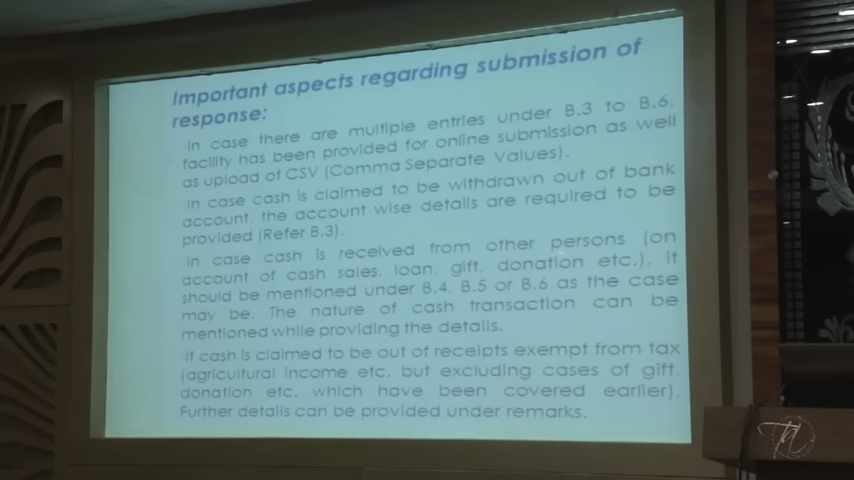 Important aspects regarding submission of
response:
In case there are multiple entries under B.3 to B.6,
facility has been provided for online submission as well
as upload of CSV (Comma Separate Values).
In case cash is claimed to be withdrawn out of bank
account, the account wise details are required to be
provided (Refer B.3).
In case cash is received from other persons (on
account of cash sales, loan, gift, donation etc.), it
should be mentioned under B.4, B.5 or B.6 as the case
may be. The nature of cash transaction can be
mentioned while providing the details.
If cash is claimed to be out of receipts exempt from tax
(agricultural income etc. but excluding cases of gift,
donation etc. which have been covered earlier),
Further details can be provided under remarks.